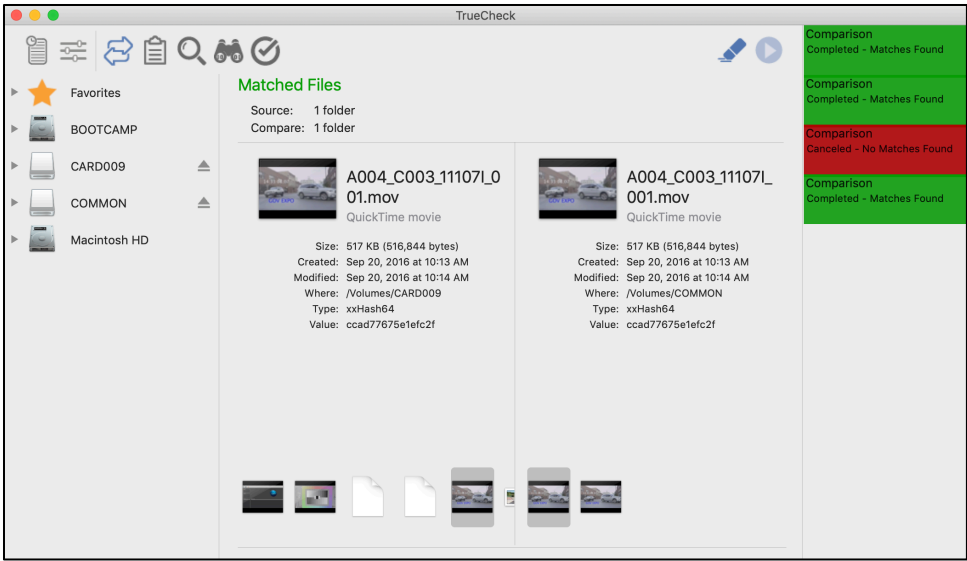 TrueCheck
Favorites
BOOTCAMP
CARD009
COMMON
Macintosh HD
Matched Files
Source: 1 folder
Compare: 1 folder
A004_C003_11107I_0
01.mov
QuickTime movie
Size: 517 KB (516,844 bytes)
Created: Sep 20, 2016 at 10:13 AM
Modified: Sep 20, 2016 at 10:14 AM
Where: /Volumes/CARD009
Type: xxHash64
Value: ccad77675e1efc2f
A004_C003_11107I_
001.mov
QuickTime movie
Size: 517 KB (516,844 bytes)
Created: Sep 20, 2016 at 10:13 AM
Modified: Sep 20, 2016 at 10:14 AM
Where: /Volumes/COMMON
Type: xxHash64
Value: ccad77675e1efc2f
Comparison
Completed - Matches Found
Comparison
Completed - Matches Found
Comparison
Canceled - No Matches Found
Comparison
Completed - Matches Found